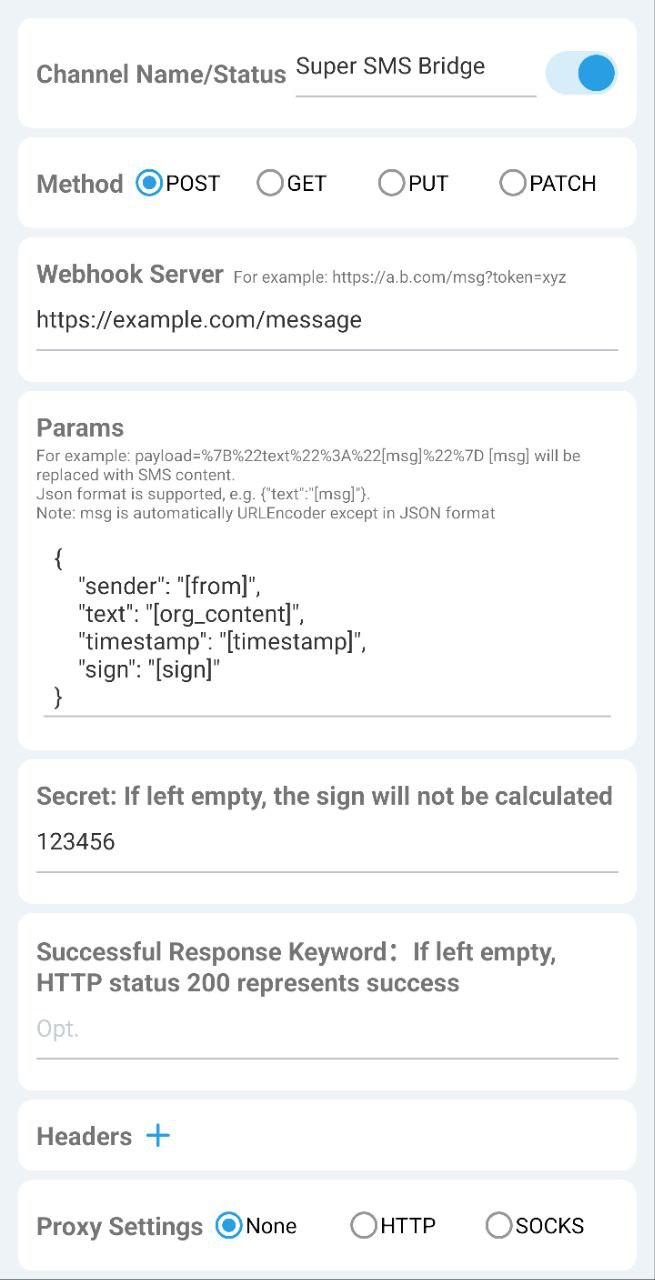 Channel Name/Status Super SMS Bridge
Method POST GET PUT PATCH
Webhook Server For example: https://a.b.com/msg?token=xyz
https://example.com/message
Params
For example: payload=%7B%22text%22%3A%22[msg]%22%7D [msg] will be
replaced with SMS content.
Json format is supported, e.g. {"text":"[msg]"}.
Note: msg is automatically URLEncoder except in JSON format
{
"sender": "[from]",
"text": "[org_content]",
"timestamp": "[timestamp]",
"sign": "[sign]"
}
Secret: If left empty, the sign will not be calculated
123456
Successful Response Keyword：If left empty,
HTTP status 200 represents success
Opt.
Headers +
Proxy Settings None HTTP SOCKS